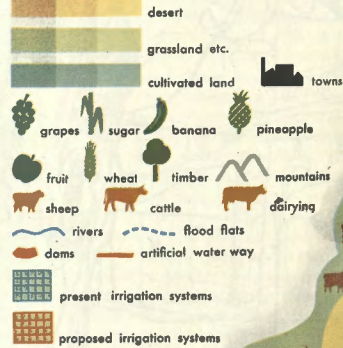 desert
grassland etc.
cultivated land towns
grapes sugar banana pineapple
fruit wheat timber mountains
sheep cattle dairying
rivers flood flats
dams artificial water way
present irrigation systems
proposed irrigation systems